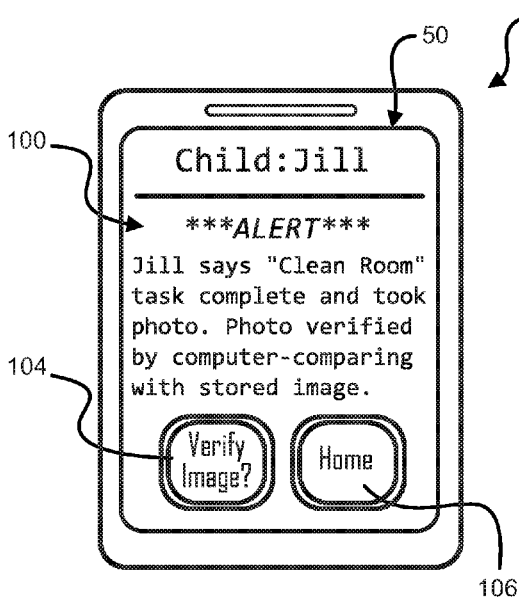 50
Child:Jill
100
***ALERT***
Jill says "Clean Room"
task complete and took
photo. Photo verified
by computer-comparing
with stored image.
104
Verify
Image?
Home
106